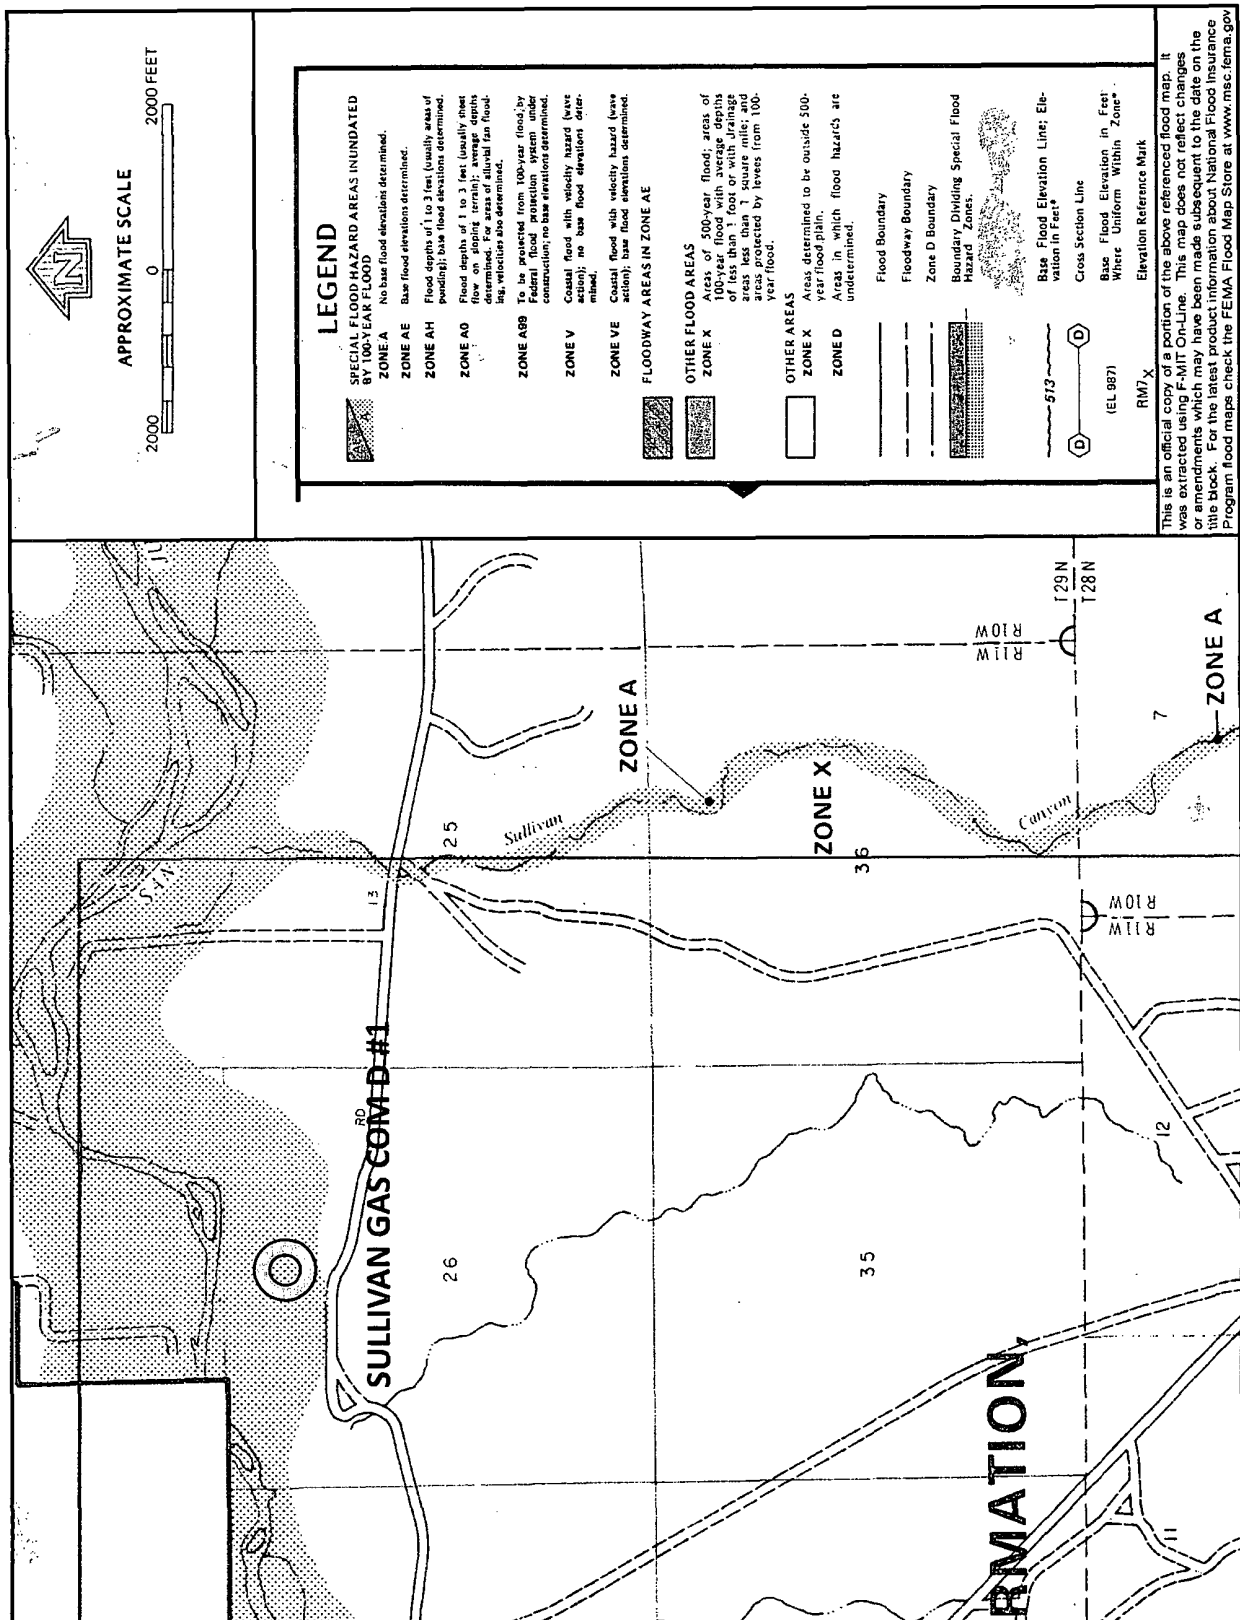 APPROXIMATE SCALE
2000
0
2000 FEET
N
LEGEND
SPECIAL FLOOD HAZARD AREAS INUNDATED
BY 100-YEAR FLOOD
ZONE A No base flood elevations determined.
ZONE AE Base flood elevations determined.
ZONE AH Flood depths of 1 to 3 feet (usually areas of
ponding); base flood elevations determined.
ZONE AO Flood depths of 1 to 3 feet (usually sheet
flow on sloping terrain); average depths
determined. For areas of alluvial fan flood-
ing, velocities also determined.
ZONE A99 To be protected from 100-year flood by
Federal flood protection system under
construction; no base elevations determined.
ZONE V Coastal flood with velocity hazard (wave
action); no base flood elevations deter-
mined.
ZONE VE Coastal flood with velocity hazard (wave
action); base flood elevations determined.
FLOODWAY AREAS IN ZONE AE
OTHER FLOOD AREAS
ZONE X Areas of 500-year flood; areas of
100-year flood with average depths
of less than 1 foot or with drainage
areas less than 1 square mile; and
areas protected by levees from 100-
year flood.
OTHER AREAS
ZONE X Areas determined to be outside 500-
year flood plain.
ZONE D Areas in which flood hazards are
undetermined.
Flood Boundary
Floodway Boundary
Zone D Boundary
Boundary Dividing Special Flood
Hazard Zones.
513
Base Flood Elevation Line; Ele-
vation in Feet*
D D
Cross Section Line
(EL 987)
Base Flood Elevation in Feet
Where Uniform Within Zone*
RM7X
Elevation Reference Mark
This is an official copy of a portion of the above referenced flood map. It
was extracted using F-MIT On-Line. This map does not reflect changes
or amendments which may have been made subsequent to the date on the
title block. For the latest product information about National Flood Insurance
Program flood maps check the FEMA Flood Map Store at www.msc.fema.gov
SAN
JU
13
25
Sullivan
ZONE A
ZONE X
36
Canyon
R11W
R10W
T29N
T28N
7
ZONE A
R11W
R10W
RD
SULLIVAN GAS COM D #1
26
35
12
RMATION,
11